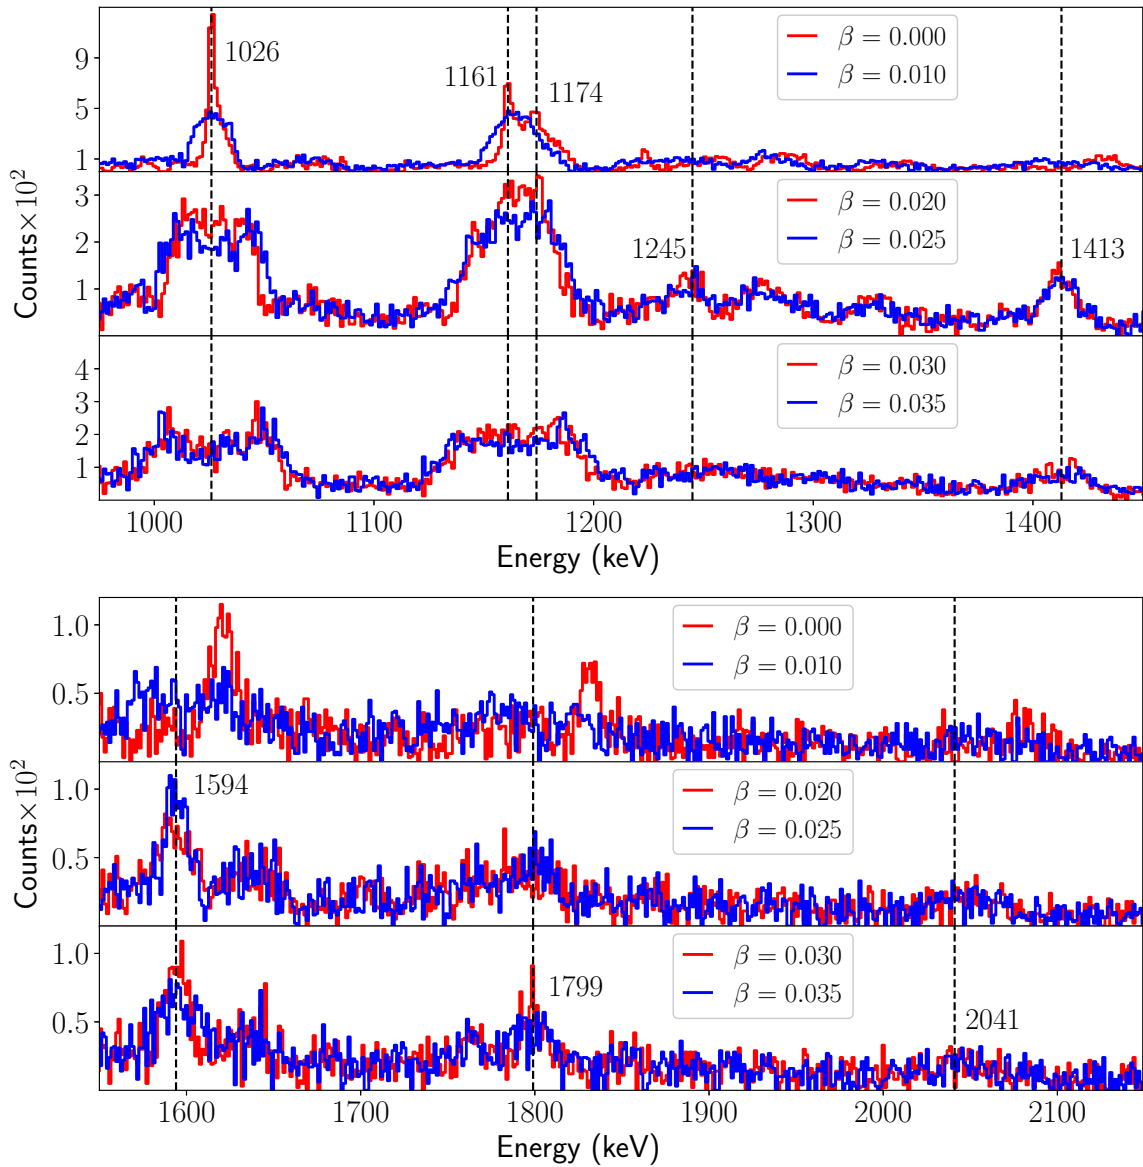 9
5
1
1026
1161
1174
β = 0.000
β = 0.010
Counts×10²
3
2
1
1245
1413
β = 0.020
β = 0.025
4
3
2
1
β = 0.030
β = 0.035
1000
1100
1200
1300
1400
Energy (keV)
1.0
0.5
β = 0.000
β = 0.010
Counts×10²
1.0
0.5
1594
β = 0.020
β = 0.025
1.0
0.5
1799
2041
β = 0.030
β = 0.035
1600
1700
1800
1900
2000
2100
Energy (keV)